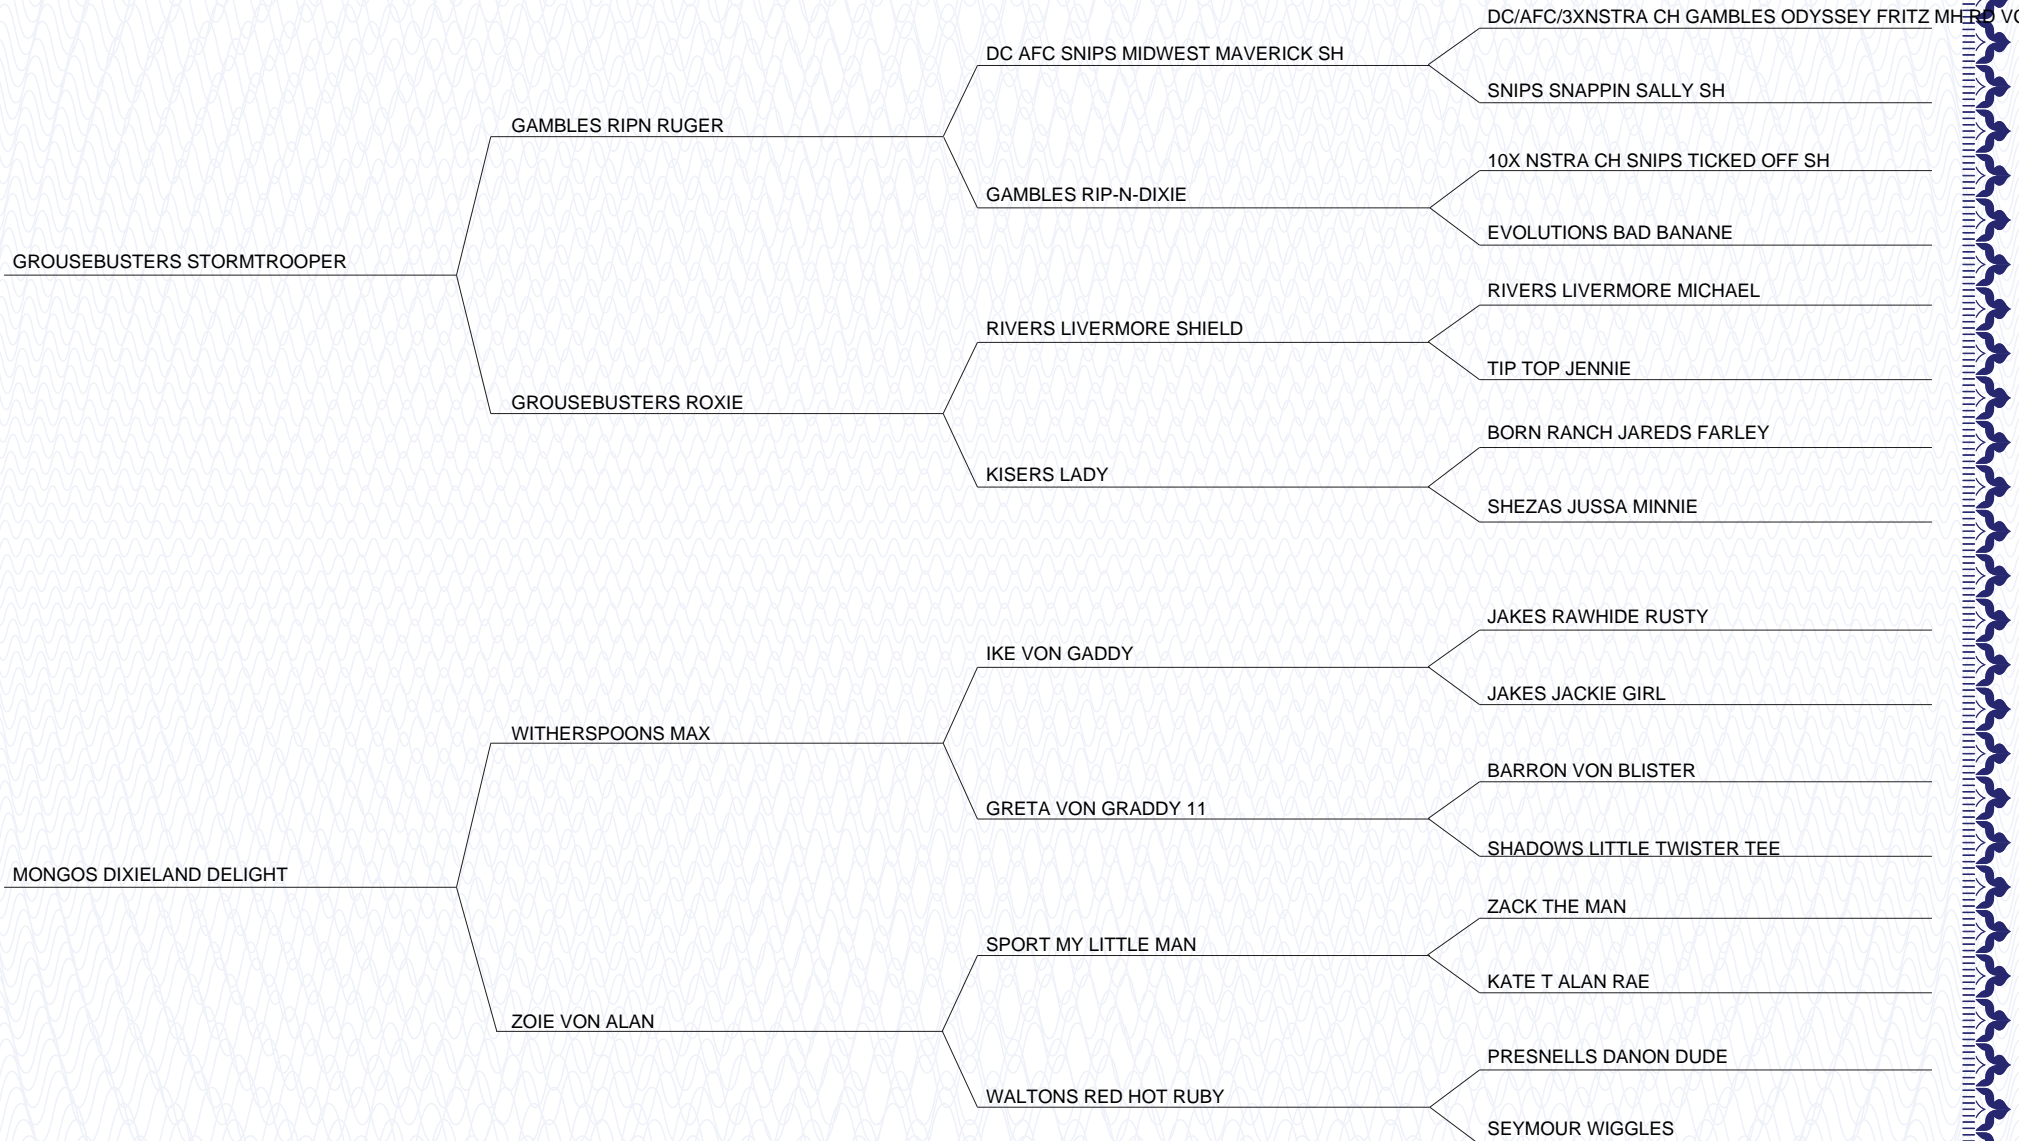 DC/AFC/3XNSTRA CH GAMBLES ODYSSEY FRITZ MH RD
DC AFC SNIPS MIDWEST MAVERICK SH
SNIPS SNAPPIN SALLY SH
GAMBLES RIPN RUGER
10X NSTRA CH SNIPS TICKED OFF SH
GAMBLES RIP-N-DIXIE
EVOLUTIONS BAD BANANE
GROUSEBUSTERS STORMTROOPER
RIVERS LIVERMORE MICHAEL
RIVERS LIVERMORE SHIELD
TIP TOP JENNIE
GROUSEBUSTERS ROXIE
BORN RANCH JAREDS FARLEY
KISERS LADY
SHEZAS JUSSA MINNIE
JAKES RAWHIDE RUSTY
IKE VON GADDY
JAKES JACKIE GIRL
WITHERSPOONS MAX
BARRON VON BLISTER
GRETA VON GRADDY 11
SHADOWS LITTLE TWISTER TEE
MONGOS DIXIELAND DELIGHT
ZACK THE MAN
SPORT MY LITTLE MAN
KATE T ALAN RAE
ZOIE VON ALAN
PRESNELLS DANON DUDE
WALTONS RED HOT RUBY
SEYMOUR WIGGLES